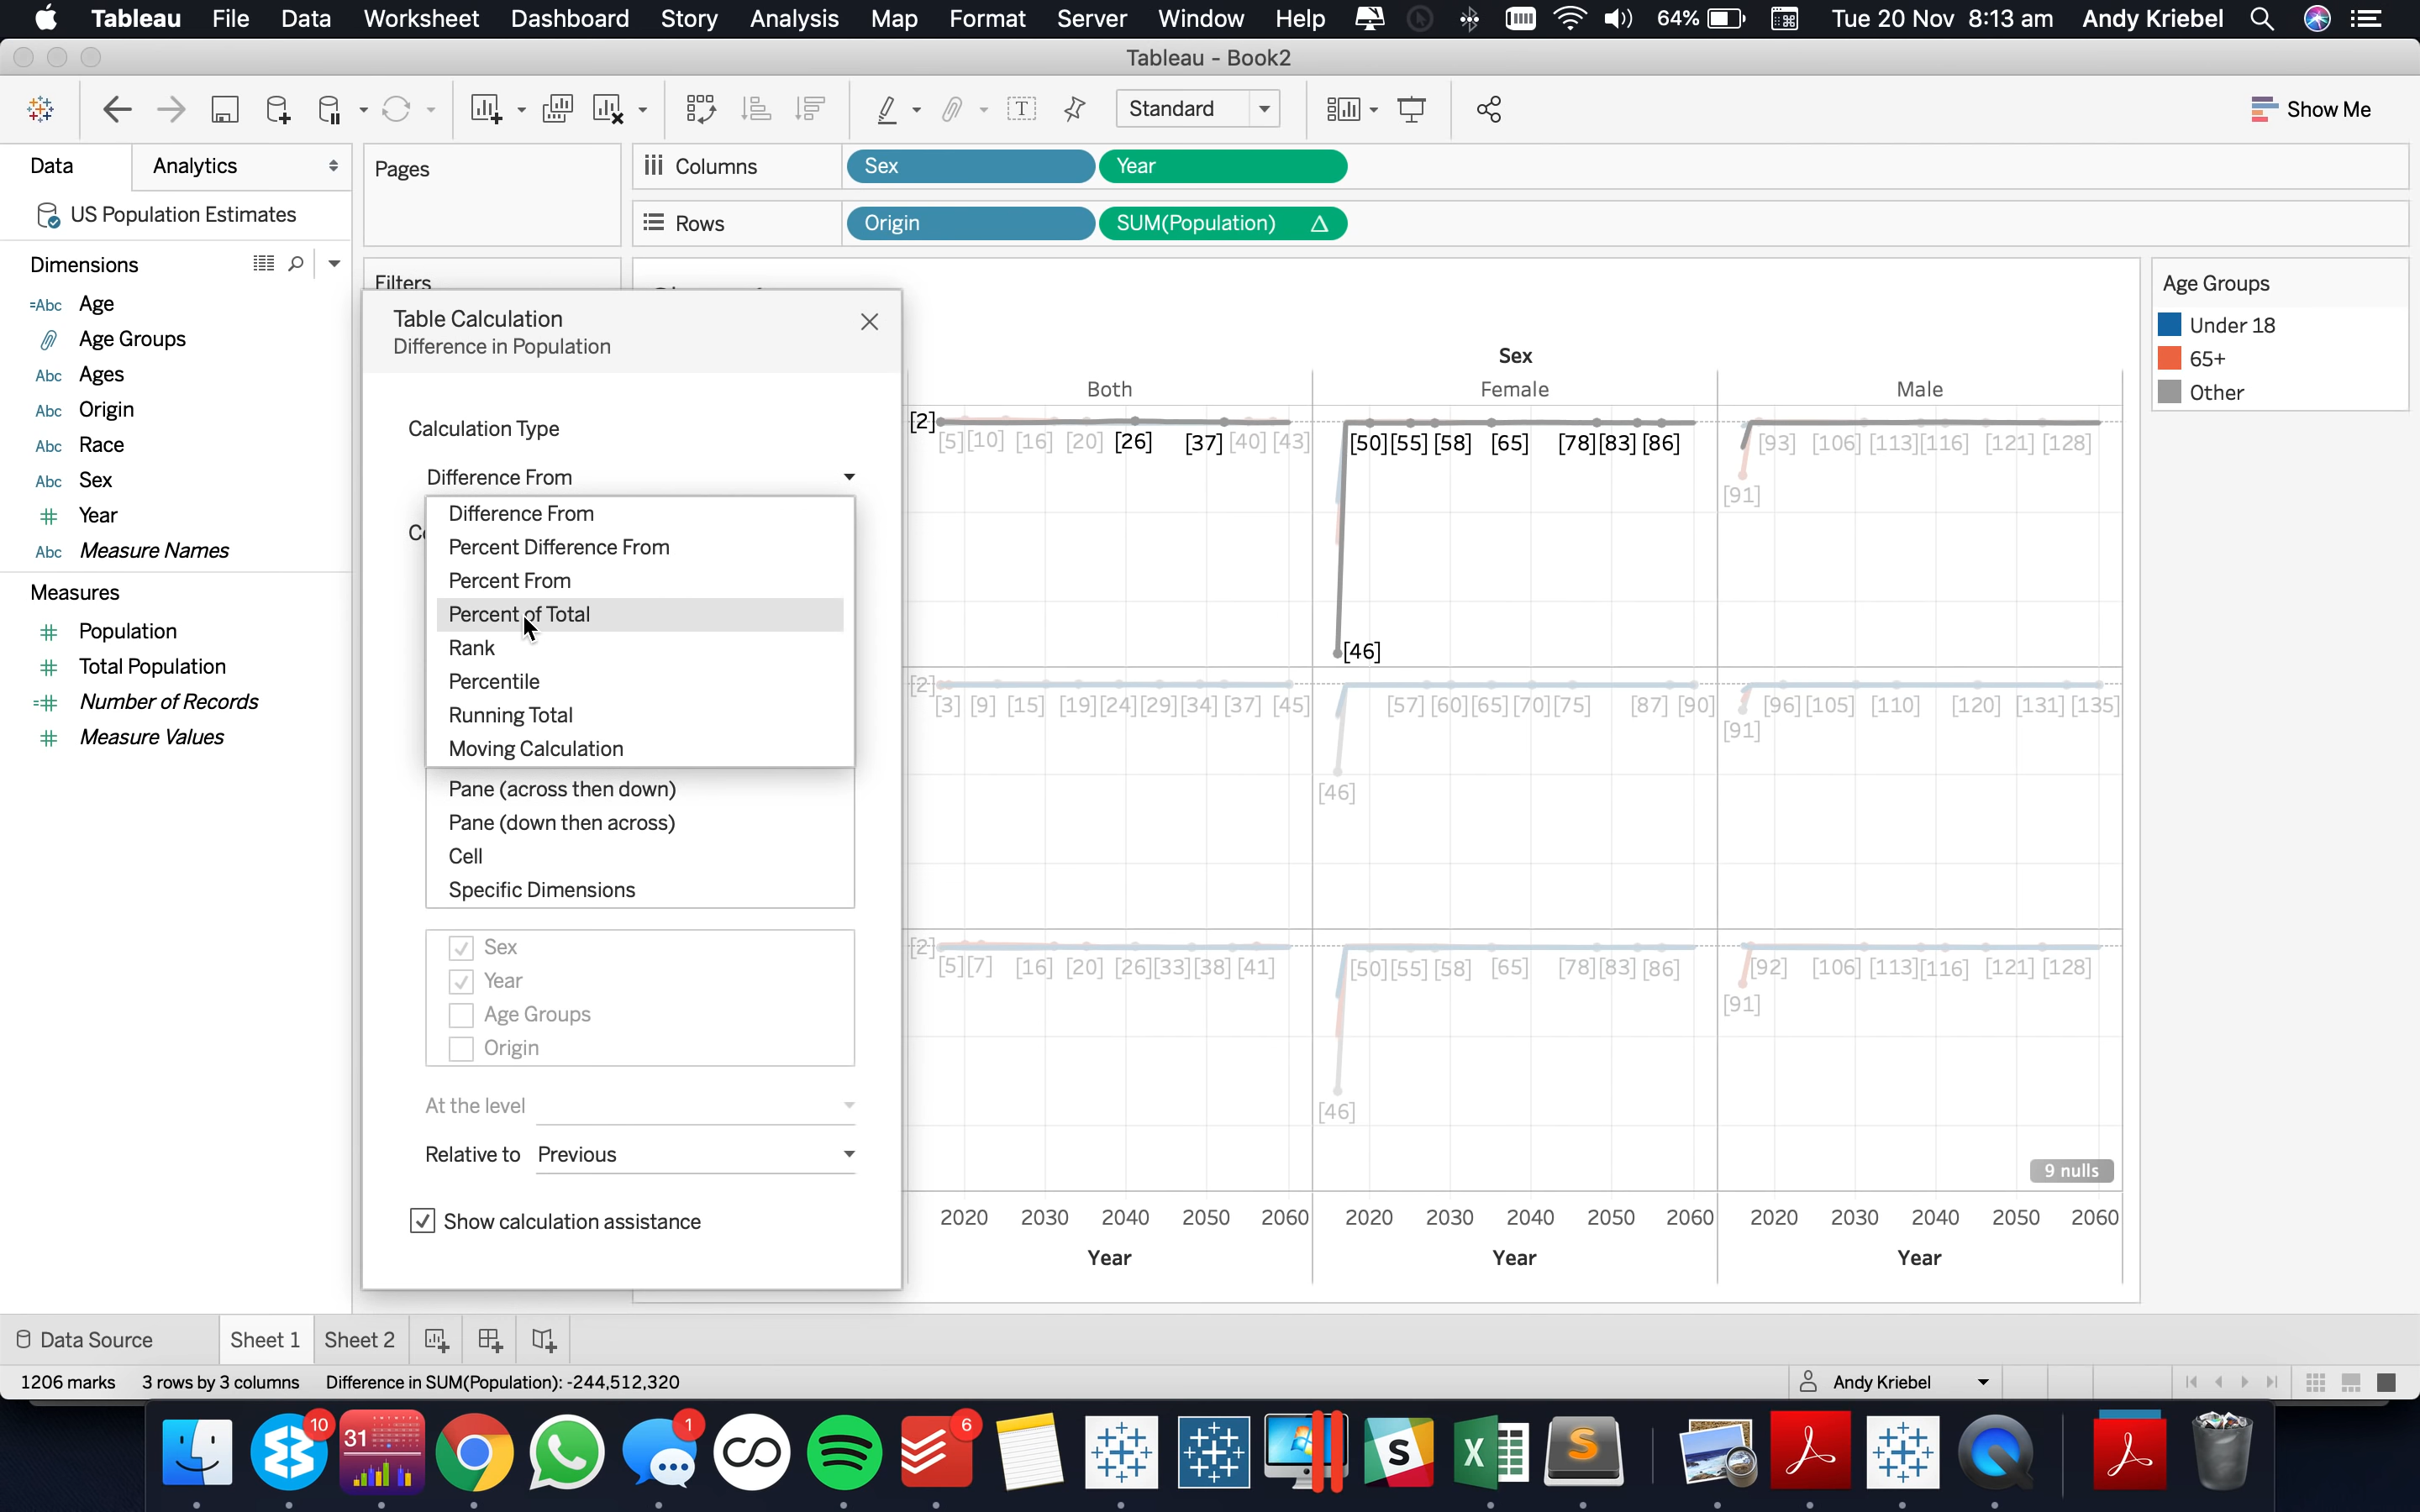 Tableau File Data Worksheet Dashboard Story Analysis Map Format Server Window Help 64% Tue 20 Nov 8:13 am Andy Kriebel
Tableau - Book2
Standard
Show Me
Data Analytics
Pages
Columns Sex Year
US Population Estimates
Rows Origin SUM(Population) Δ
Dimensions
Filters
Abc Age
Age Groups
Abc Ages
Abc Origin
Abc Race
Abc Sex
Year
Abc Measure Names
Measures
Population
Total Population
Number of Records
Measure Values
Table Calculation
Difference in Population
Calculation Type
Difference From
Difference From
Percent Difference From
Percent From
Percent of Total
Rank
Percentile
Running Total
Moving Calculation
Pane (across then down)
Pane (down then across)
Cell
Specific Dimensions
Sex
Year
Age Groups
Origin
At the level
Relative to Previous
Show calculation assistance
Sex
Both Female Male
[2] [5] [10] [16] [20] [26] [37] [40] [43] [50] [55] [58] [65] [78] [83] [86] [93] [106] [113] [116] [121] [128]
[91]
[46]
[2] [3] [9] [15] [19] [24] [29] [34] [37] [45] [57] [60] [65] [70] [75] [87] [90] [96] [105] [110] [120] [131] [135]
[91]
[46]
[2] [5] [7] [16] [20] [26] [33] [38] [41] [50] [55] [58] [65] [78] [83] [86] [92] [106] [113] [116] [121] [128]
[91]
[46]
9 nulls
2020 2030 2040 2050 2060 2020 2030 2040 2050 2060 2020 2030 2040 2050 2060
Year Year Year
Age Groups
Under 18
65+
Other
Data Source Sheet 1 Sheet 2
1206 marks 3 rows by 3 columns Difference in SUM(Population): -244,512,320 Andy Kriebel
10 31 1 6 S X S